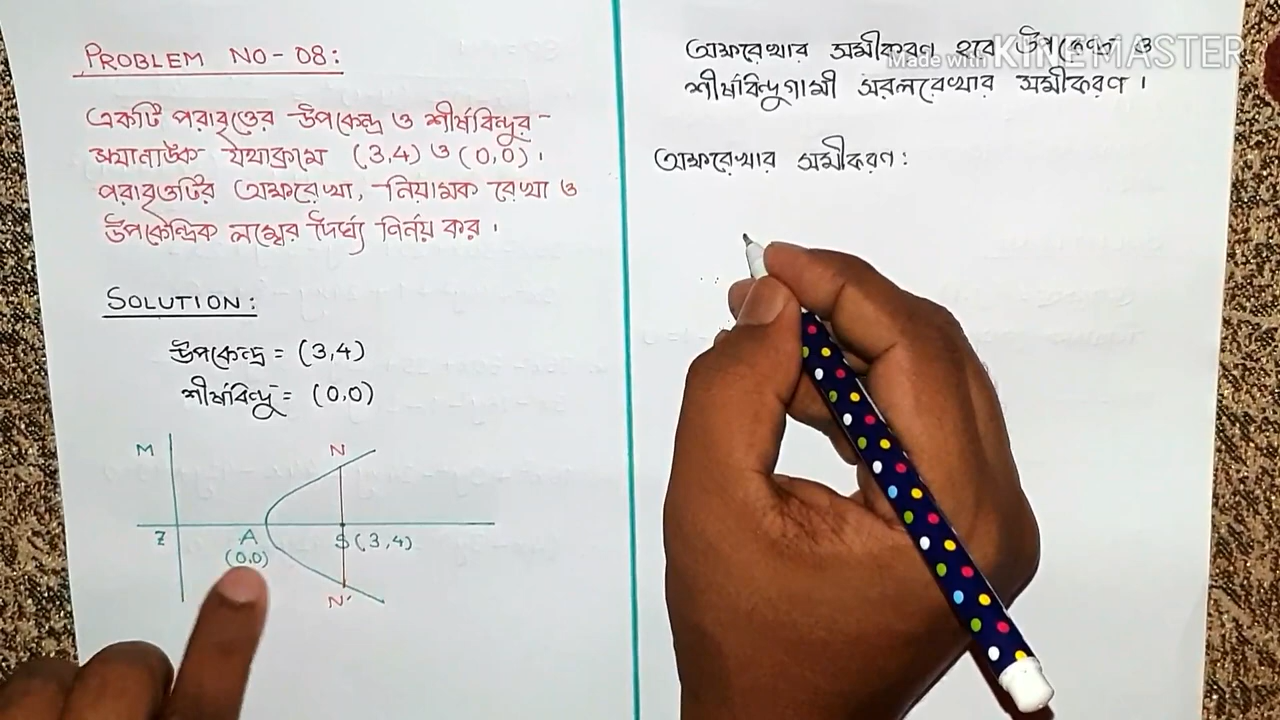 PROBLEM NO - 08:
একটি পরাবৃত্তের উপকেন্দ্র ও শীর্ষবিন্দুর -
স্থানাঙ্ক যথাক্রমে (3,4) ও (0,0)।
পরাবৃত্তটির অক্ষরেখা, নিয়ামক রেখা ও
উপকেন্দ্রিক লম্বের দৈর্ঘ্য নির্নয় কর।
SOLUTION:
উপকেন্দ্র = (3,4)
শীর্ষবিন্দু = (0,0)
M
N
Z
A
(0,0)
S(3,4)
N'
অক্ষরেখার সমীকরণ হবে উপকেন্দ্র ও
Made with KINEMASTER
শীর্ষবিন্দুগামী সরলরেখার সমীকরণ।
অক্ষরেখার সমীকরণ: